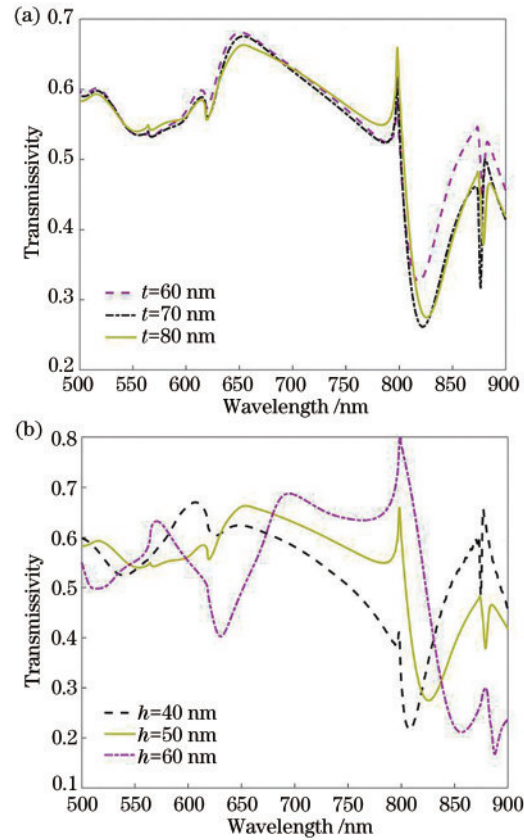 (a)
0.7
0.6
0.5
0.4
0.3
0.2
Transmissivity
t=60 nm
t=70 nm
t=80 nm
500 550 600 650 700 750 800 850 900
Wavelength /nm
(b)
0.8
0.7
0.6
0.5
0.4
0.3
0.2
0.1
Transmissivity
h=40 nm
h=50 nm
h=60 nm
500 550 600 650 700 750 800 850 900
Wavelength /nm